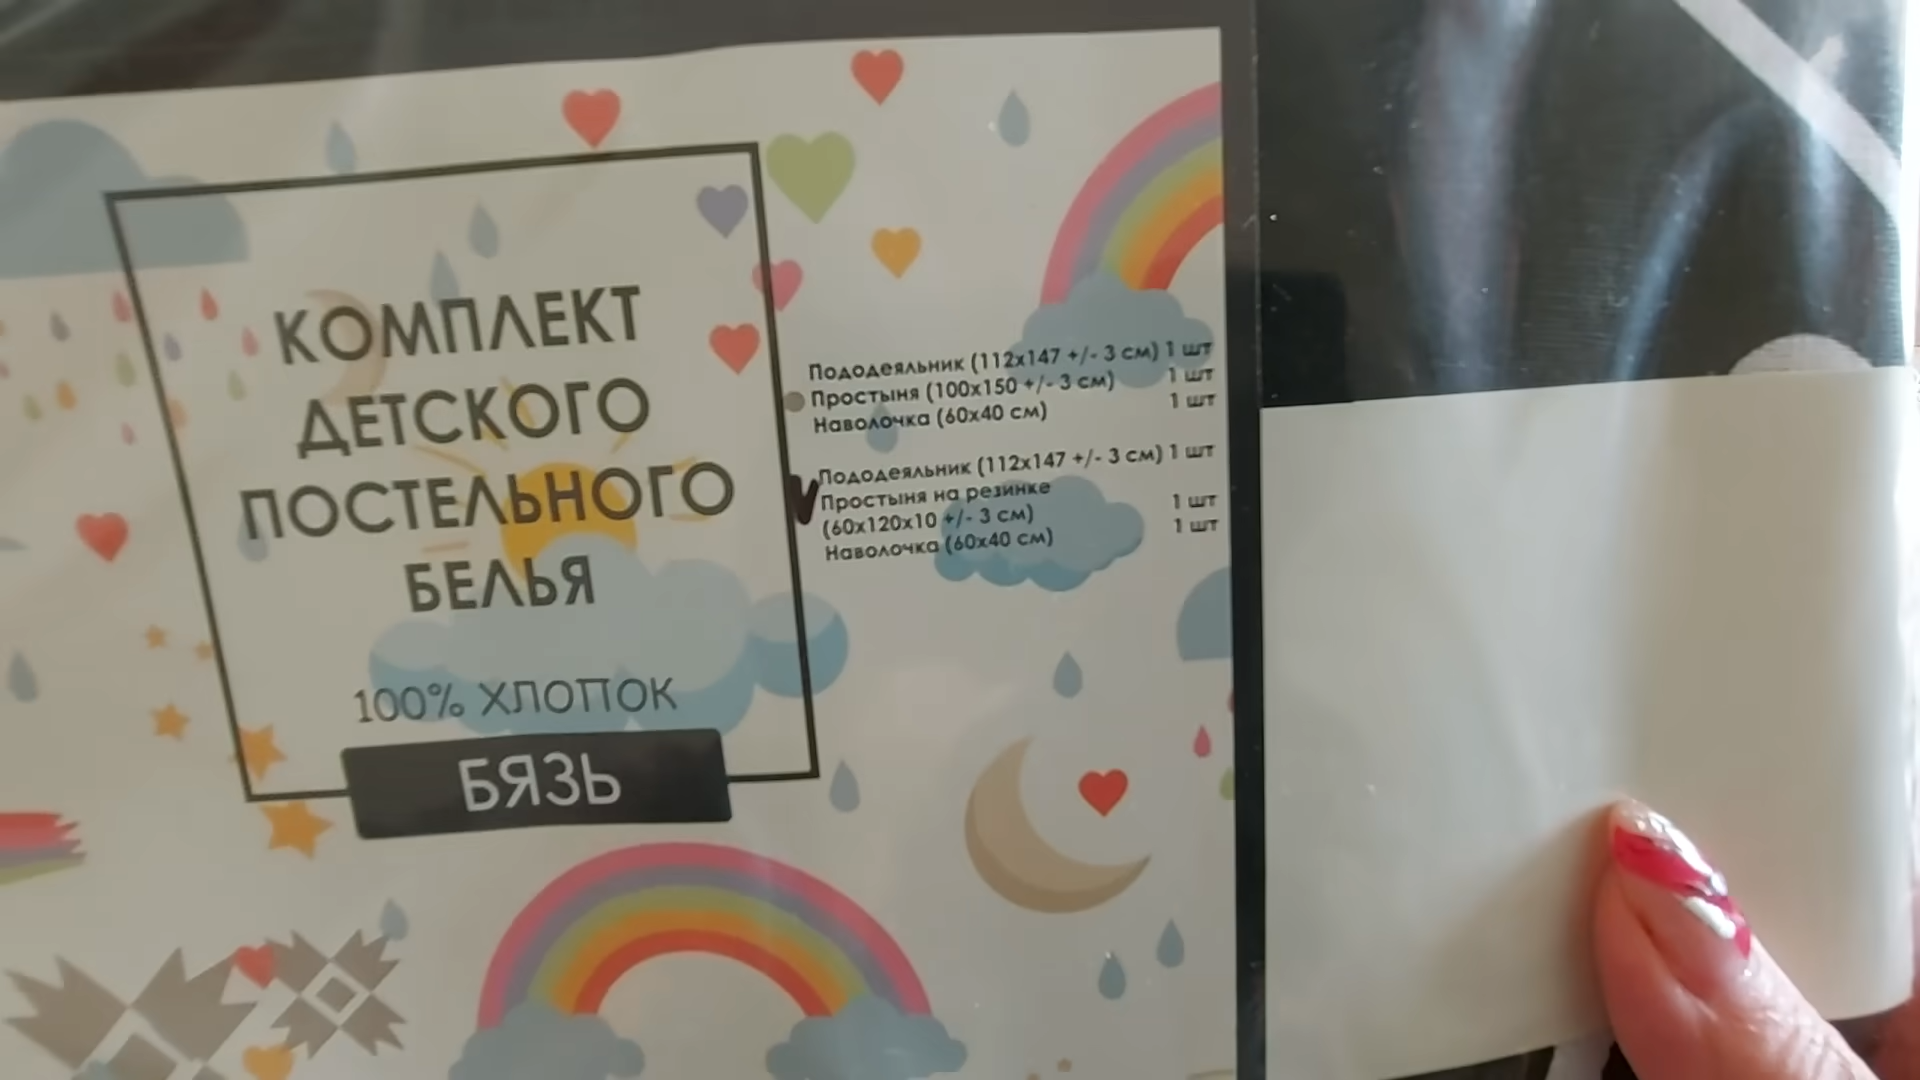 КОМПЛЕКТ
ДЕТСКОГО
ПОСТЕЛЬНОГО
БЕЛЬЯ
100% ХЛОПОК
БЯЗЬ
Пододеяльник (112х147 +/- 3 см) 1 шт
Простыня (100х150 +/- 3 см) 1 шт
Наволочка (60х40 см) 1 шт
Пододеяльник (112х147 +/- 3 см) 1 шт
Простыня на резинке
(60х120х10 +/- 3 см) 1 шт
Наволочка (60х40 см) 1 шт